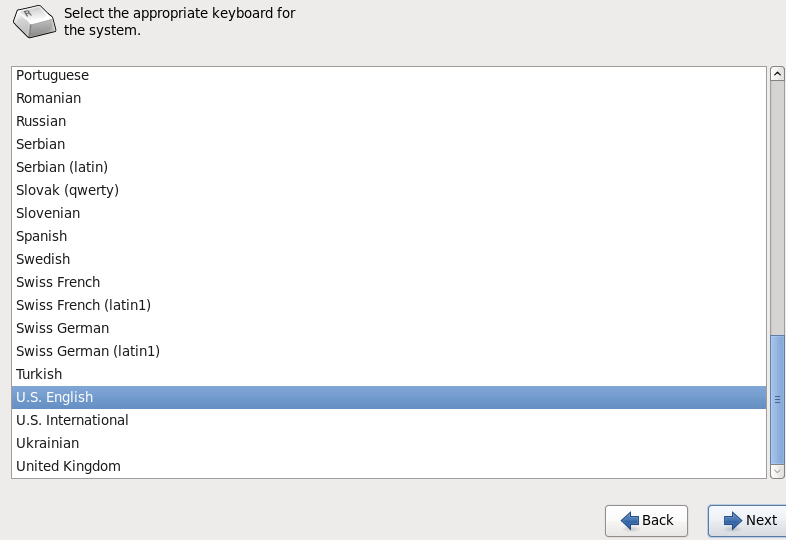 Select the appropriate keyboard for
the system.
Portuguese
Romanian
Russian
Serbian
Serbian (latin)
Slovak (qwerty)
Slovenian
Spanish
Swedish
Swiss French
Swiss French (latin1)
Swiss German
Swiss German (latin1)
Turkish
U.S. English
U.S. International
Ukrainian
United Kingdom
Back
Next